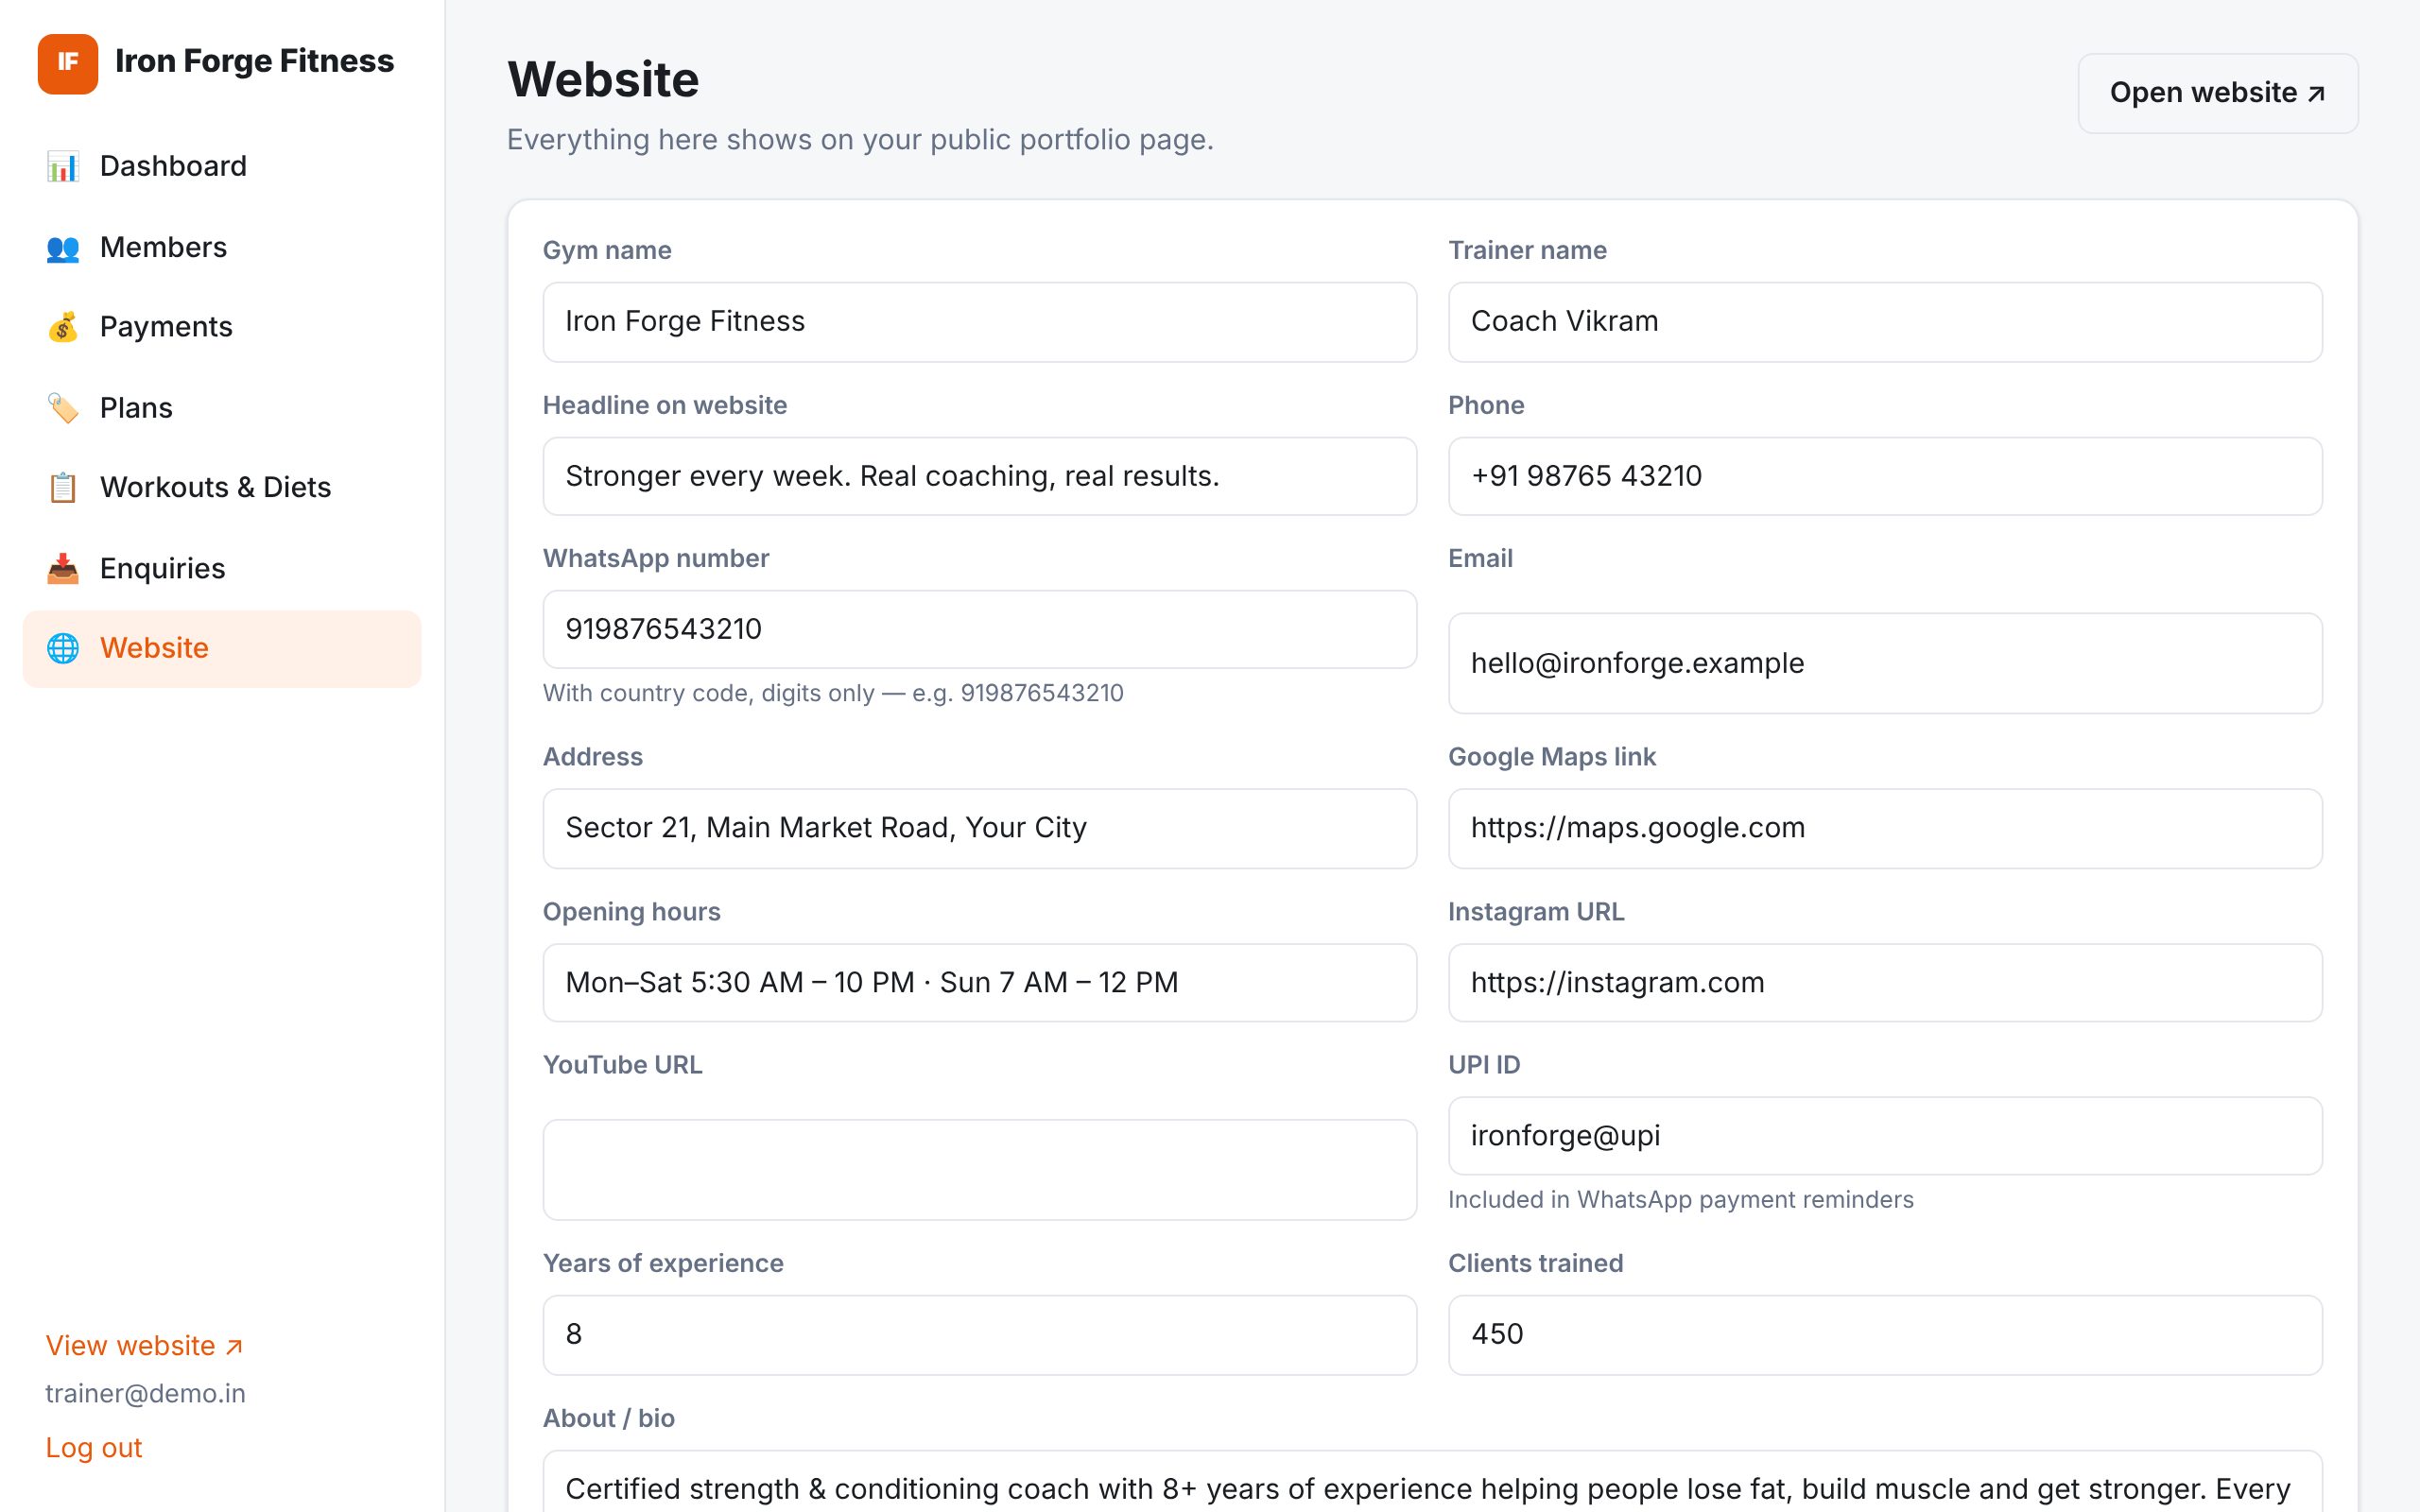 IF
Iron Forge Fitness
Dashboard
Members
Payments
Plans
Workouts & Diets
Enquiries
Website
View website ↗
trainer@demo.in
Log out
Website
Everything here shows on your public portfolio page.
Open website ↗
Gym name
Iron Forge Fitness
Trainer name
Coach Vikram
Headline on website
Stronger every week. Real coaching, real results.
Phone
+91 98765 43210
WhatsApp number
919876543210
With country code, digits only — e.g. 919876543210
Email
hello@ironforge.example
Address
Sector 21, Main Market Road, Your City
Google Maps link
https://maps.google.com
Opening hours
Mon–Sat 5:30 AM – 10 PM · Sun 7 AM – 12 PM
Instagram URL
https://instagram.com
YouTube URL
UPI ID
ironforge@upi
Included in WhatsApp payment reminders
Years of experience
8
Clients trained
450
About / bio
Certified strength & conditioning coach with 8+ years of experience helping people lose fat, build muscle and get stronger. Every